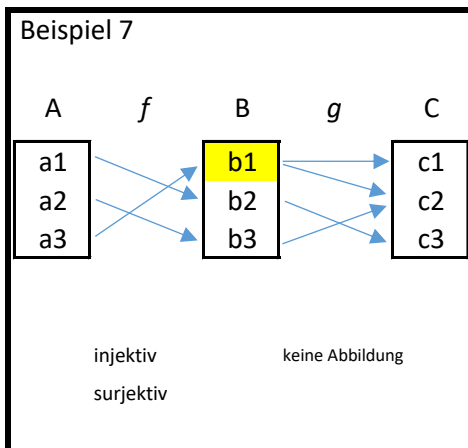 Beispiel 7
A f B g C
a1 b1 c1
a2 b2 c2
a3 b3 c3
injektiv keine Abbildung
surjektiv